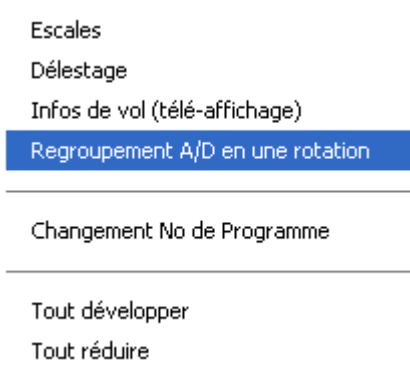 Escales
Délestage
Infos de vol (télé-affichage)
Regroupement A/D en une rotation
Changement No de Programme
Tout développer
Tout réduire